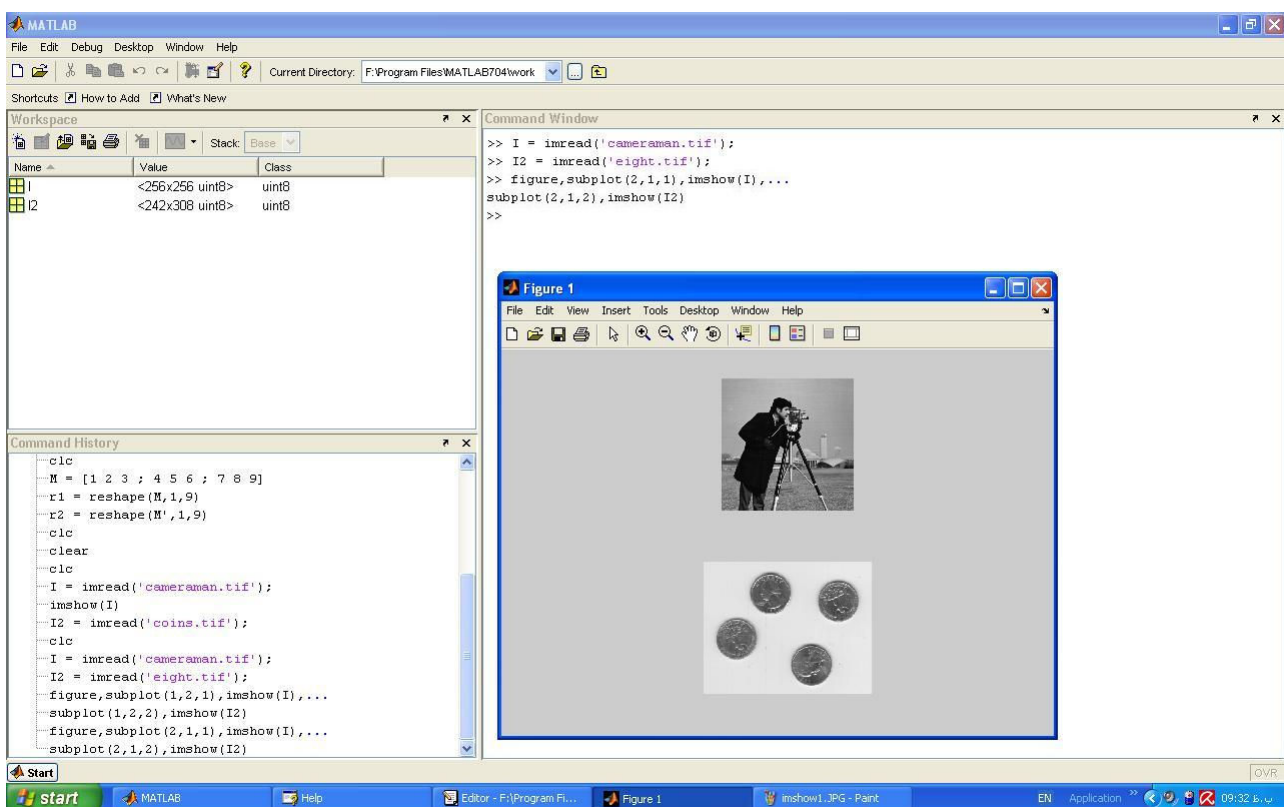 MATLAB
File Edit Debug Desktop Window Help
Current Directory: F:\Program Files\MATLAB704\work
Shortcuts How to Add What's New
Workspace
Stack: Base
Name Value Class
I <256x256 uint8> uint8
I2 <242x308 uint8> uint8
Command History
clc
M = [1 2 3 ; 4 5 6 ; 7 8 9]
r1 = reshape(M,1,9)
r2 = reshape(M',1,9)
clc
clear
clc
I = imread('cameraman.tif');
imshow(I)
I2 = imread('coins.tif');
clc
I = imread('cameraman.tif');
I2 = imread('eight.tif');
figure,subplot(1,2,1),imshow(I),...
subplot(1,2,2),imshow(I2)
figure,subplot(2,1,1),imshow(I),...
subplot(2,1,2),imshow(I2)
Command Window
>> I = imread('cameraman.tif');
>> I2 = imread('eight.tif');
>> figure,subplot(2,1,1),imshow(I),...
subplot(2,1,2),imshow(I2)
>>
Figure 1
File Edit View Insert Tools Desktop Window Help
Start
OVR
start MATLAB Help Editor - F:\Program Fi... Figure 1 imshow1.JPG - Paint EN Application » 09:32 ب.ظ